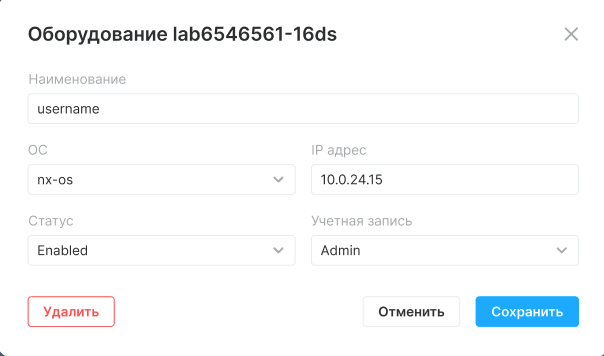 Оборудование lab6546561-16ds
Наименование
username
ОС IP адрес
nx-os 10.0.24.15
Статус Учетная запись
Enabled Admin
Удалить Отменить Сохранить